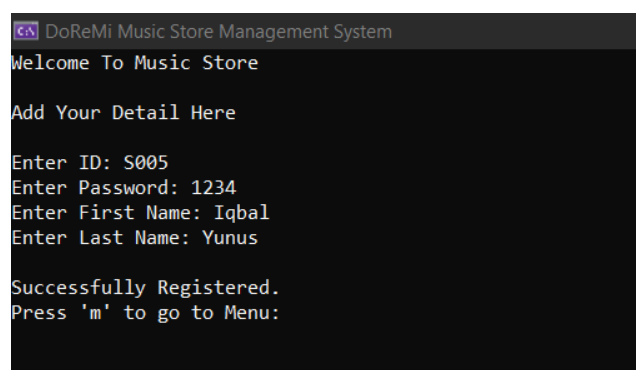 DoReMi Music Store Management System
Welcome To Music Store
Add Your Detail Here
Enter ID: S005
Enter Password: 1234
Enter First Name: Iqbal
Enter Last Name: Yunus
Successfully Registered.
Press 'm' to go to Menu: